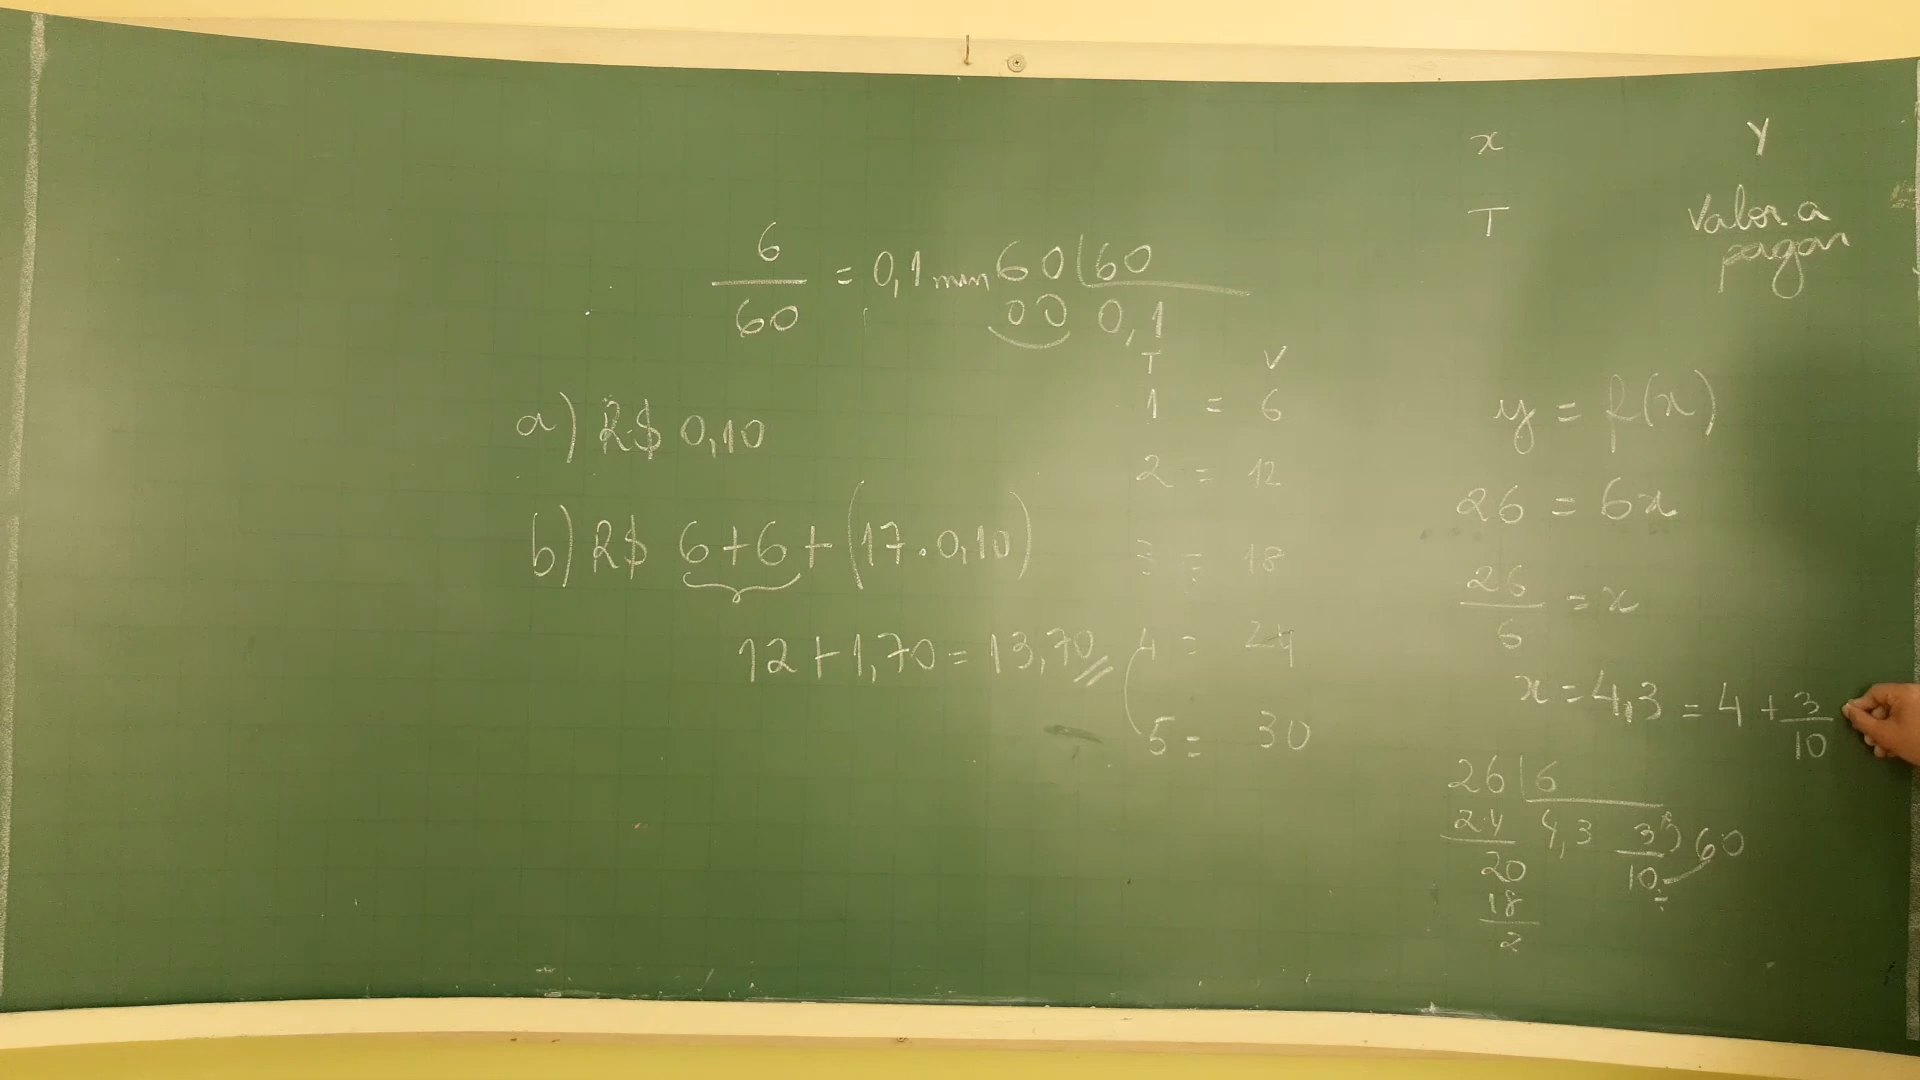 6/60 = 0,1 min 60 | 60
00 0,1
a) R$ 0,10
b) R$ 6+6+(17.0,10)
12+1,70=13,70
T V
1 = 6
2 = 12
3 = 18
4 = 24
5 = 30
x Y
T Valor a
pagar
y = f(x)
26 = 6x
26/6 = x
x = 4,3 = 4 + 3/10
26 | 6
24 4,3 3/10 60
20
18
2